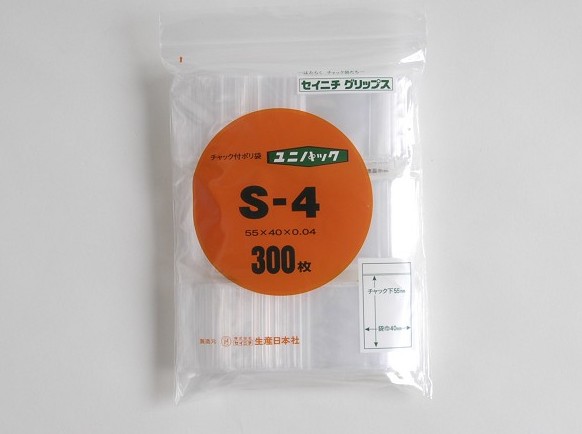 セイニチ グリップス
チャック付ポリ袋 ユニパック
S-4
55×40×0.04
300枚
チャック下55mm
袋巾40mm
製造元 生産日本社